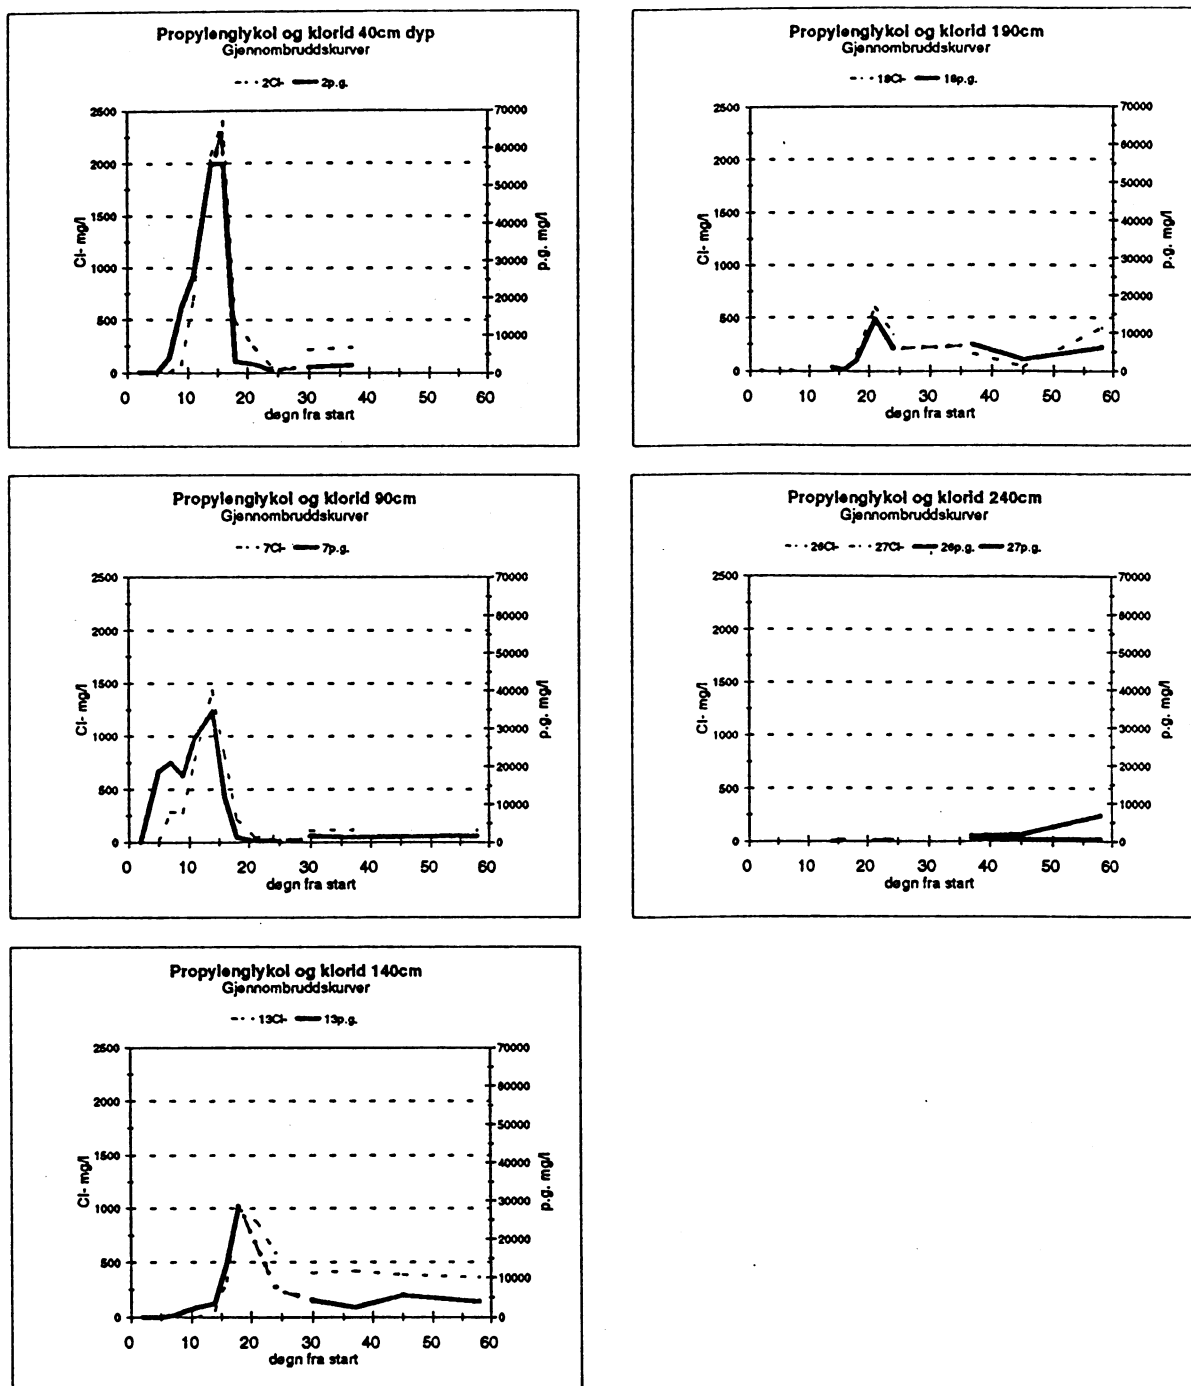 Propylenglykol og klorid 40cm dyp
Gjennombruddskurver
2Cl- 2p.g.
2500
2000
1500
1000
500
0
Cl- mg/l
70000
60000
50000
40000
30000
20000
10000
0
p.g. mg/l
0 10 20 30 40 50 60
døgn fra start
Propylenglykol og klorid 190cm
Gjennombruddskurver
18Cl- 18p.g.
2500
2000
1500
1000
500
0
Cl- mg/l
70000
60000
50000
40000
30000
20000
10000
0
p.g. mg/l
0 10 20 30 40 50 60
døgn fra start
Propylenglykol og klorid 90cm
Gjennombruddskurver
7Cl- 7p.g.
2500
2000
1500
1000
500
0
Cl- mg/l
70000
60000
50000
40000
30000
20000
10000
0
p.g. mg/l
0 10 20 30 40 50 60
døgn fra start
Propylenglykol og klorid 240cm
Gjennombruddskurver
26Cl- 27Cl- 26p.g. 27p.g.
2500
2000
1500
1000
500
0
Cl- mg/l
70000
60000
50000
40000
30000
20000
10000
0
p.g. mg/l
0 10 20 30 40 50 60
døgn fra start
Propylenglykol og klorid 140cm
Gjennombruddskurver
13Cl- 13p.g.
2500
2000
1500
1000
500
0
Cl- mg/l
70000
60000
50000
40000
30000
20000
10000
0
p.g. mg/l
0 10 20 30 40 50 60
døgn fra start